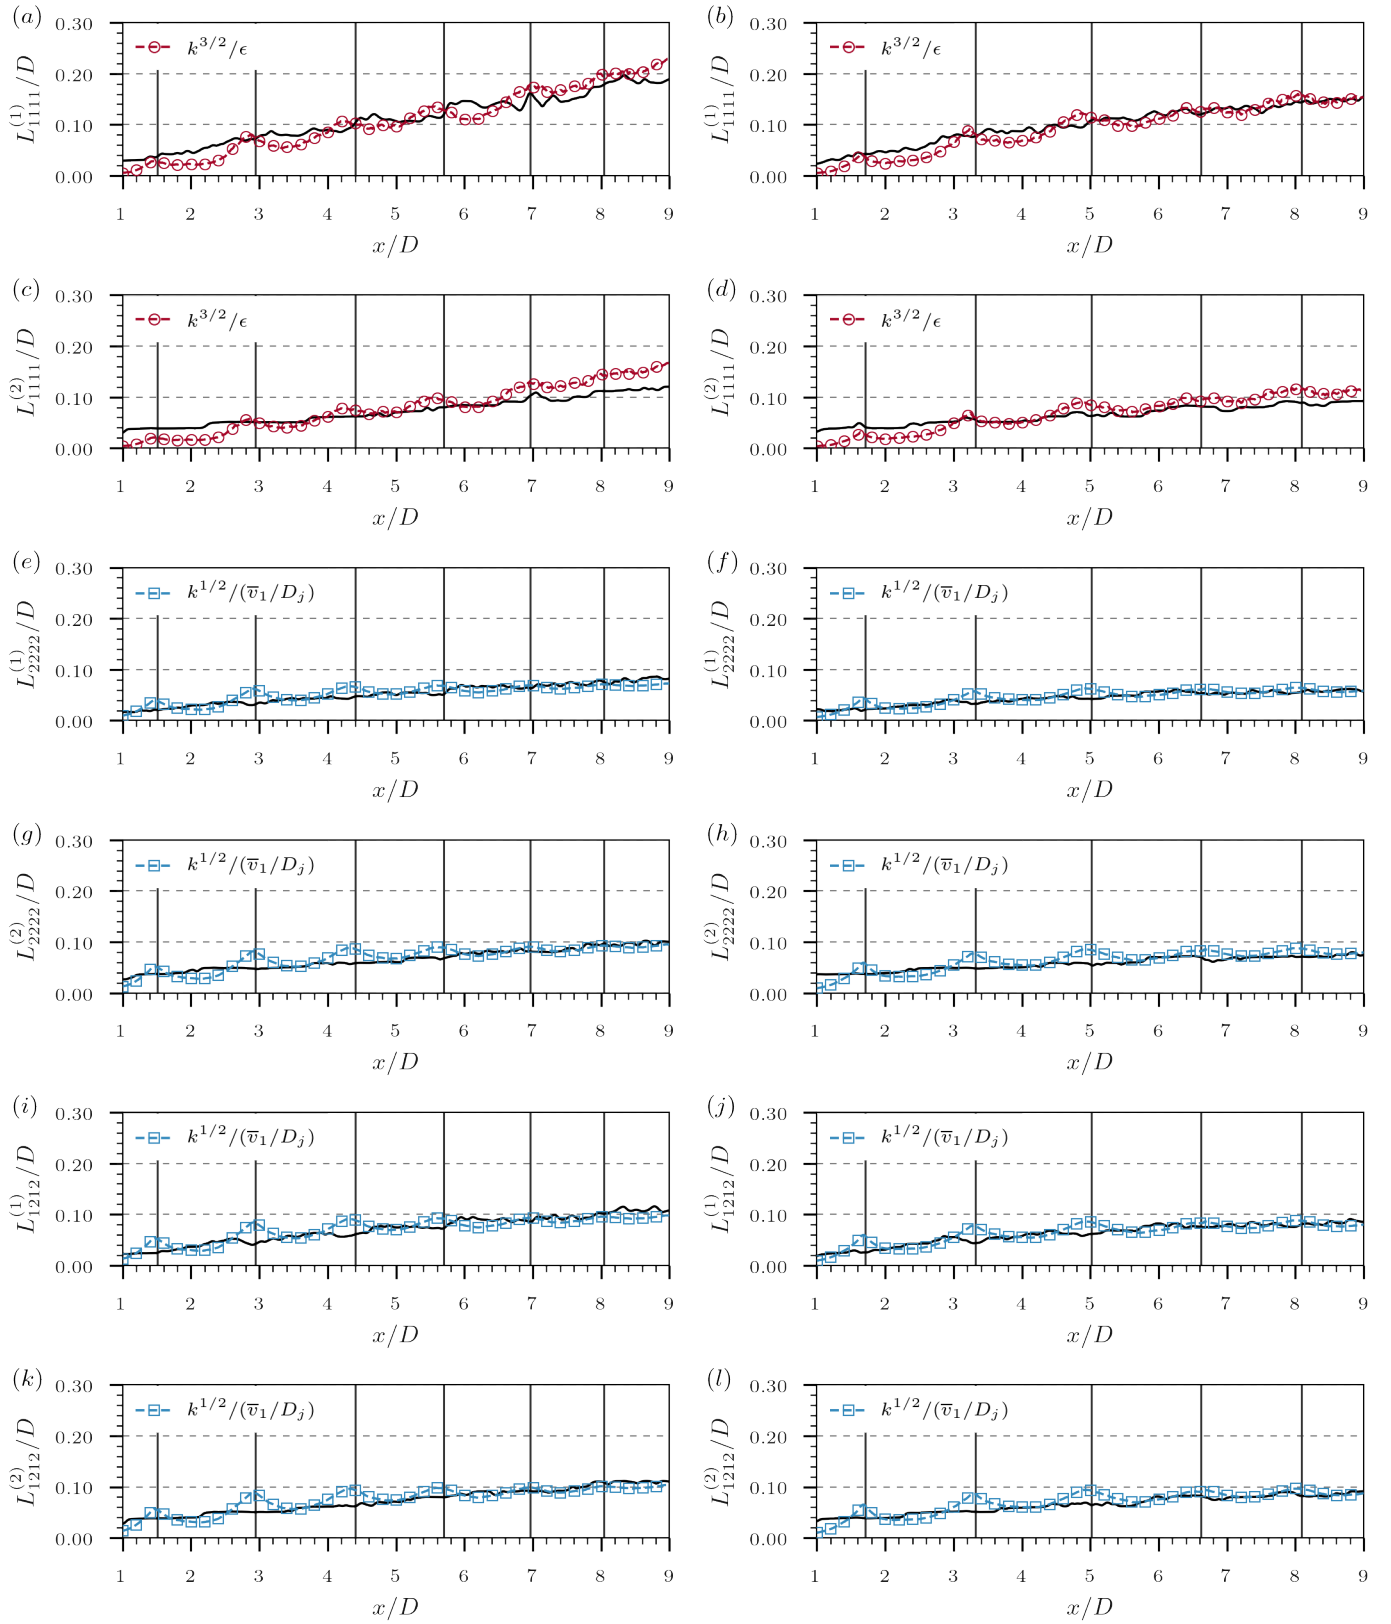 (a) 0.30 0.20 0.10 0.00 L_{1111}^{(1)}/D k^{3/2}/ϵ
1 2 3 4 5 6 7 8 9
x/D
(b) 0.30 0.20 0.10 0.00 L_{1111}^{(1)}/D k^{3/2}/ϵ
1 2 3 4 5 6 7 8 9
x/D
(c) 0.30 0.20 0.10 0.00 L_{1111}^{(2)}/D k^{3/2}/ϵ
1 2 3 4 5 6 7 8 9
x/D
(d) 0.30 0.20 0.10 0.00 L_{1111}^{(2)}/D k^{3/2}/ϵ
1 2 3 4 5 6 7 8 9
x/D
(e) 0.30 0.20 0.10 0.00 L_{2222}^{(1)}/D k^{1/2}/(v̅_1/D_j)
1 2 3 4 5 6 7 8 9
x/D
(f) 0.30 0.20 0.10 0.00 L_{2222}^{(1)}/D k^{1/2}/(v̅_1/D_j)
1 2 3 4 5 6 7 8 9
x/D
(g) 0.30 0.20 0.10 0.00 L_{2222}^{(2)}/D k^{1/2}/(v̅_1/D_j)
1 2 3 4 5 6 7 8 9
x/D
(h) 0.30 0.20 0.10 0.00 L_{2222}^{(2)}/D k^{1/2}/(v̅_1/D_j)
1 2 3 4 5 6 7 8 9
x/D
(i) 0.30 0.20 0.10 0.00 L_{1212}^{(1)}/D k^{1/2}/(v̅_1/D_j)
1 2 3 4 5 6 7 8 9
x/D
(j) 0.30 0.20 0.10 0.00 L_{1212}^{(1)}/D k^{1/2}/(v̅_1/D_j)
1 2 3 4 5 6 7 8 9
x/D
(k) 0.30 0.20 0.10 0.00 L_{1212}^{(2)}/D k^{1/2}/(v̅_1/D_j)
1 2 3 4 5 6 7 8 9
x/D
(l) 0.30 0.20 0.10 0.00 L_{1212}^{(2)}/D k^{1/2}/(v̅_1/D_j)
1 2 3 4 5 6 7 8 9
x/D